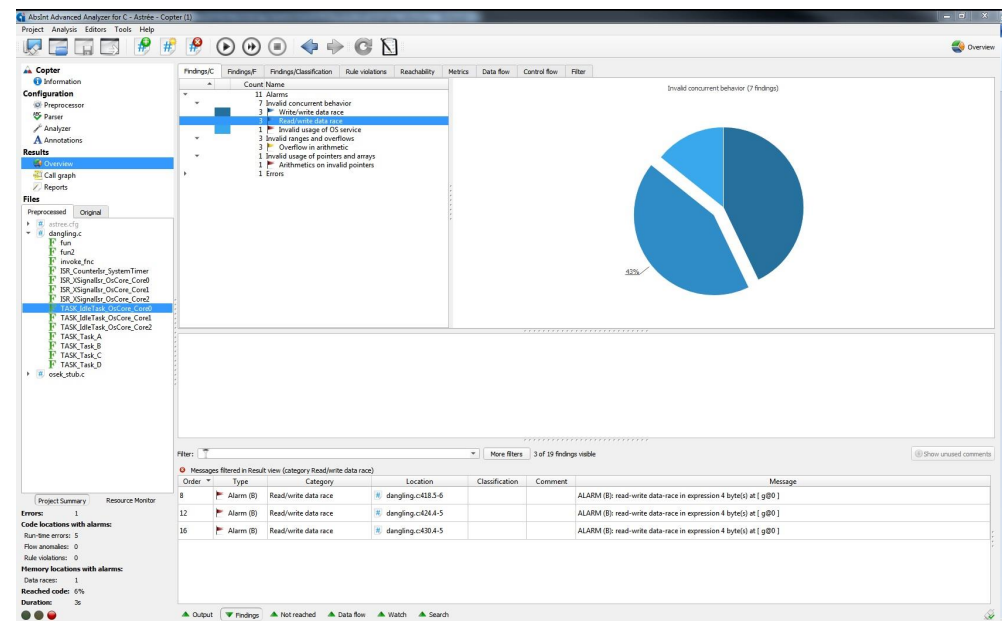 AbsInt Advanced Analyzer for C - Astrée - Copter (1)
Project Analysis Editors Tools Help
Overview
Copter
Information
Configuration
Preprocessor
Parser
Analyzer
Annotations
Results
Overview
Call graph
Reports
Files
Preprocessed Original
astree.cfg
dangling.c
F fun
F fun2
F invoke_fnc
F ISR_CounterIsr_SystemTimer
F ISR_XSignalIsr_OsCore_Core0
F ISR_XSignalIsr_OsCore_Core1
F ISR_XSignalIsr_OsCore_Core2
F TASK_IdleTask_OsCore_Core0
F TASK_IdleTask_OsCore_Core1
F TASK_IdleTask_OsCore_Core2
F TASK_Task_A
F TASK_Task_B
F TASK_Task_C
F TASK_Task_D
osek_stub.c
Project Summary Resource Monitor
Errors: 1
Code locations with alarms:
Run-time errors: 5
Flow anomalies: 0
Rule violations: 0
Memory locations with alarms:
Data races: 1
Reached code: 6%
Duration: 3s
Findings/C Findings/F Findings/Classification Rule violations Reachability Metrics Data flow Control flow Filter
Count Name
11 Alarms
7 Invalid concurrent behavior
3 Write/write data race
3 Read/write data race
1 Invalid usage of OS service
3 Invalid ranges and overflows
3 Overflow in arithmetic
1 Invalid usage of pointers and arrays
1 Arithmetics on invalid pointers
1 Errors
Invalid concurrent behavior (7 findings)
43%
Filter: More filters 3 of 19 findings visible Show unused comments
Messages filtered in Result view (category Read/write data race)
Order Type Category Location Classification Comment Message
8 Alarm (B) Read/write data race dangling.c:418.5-6 ALARM (B): read-write data-race in expression 4 byte(s) at [ g@0 ]
12 Alarm (B) Read/write data race dangling.c:424.4-5 ALARM (B): read-write data-race in expression 4 byte(s) at [ g@0 ]
16 Alarm (B) Read/write data race dangling.c:430.4-5 ALARM (B): read-write data-race in expression 4 byte(s) at [ g@0 ]
Output Findings Not reached Data flow Watch Search